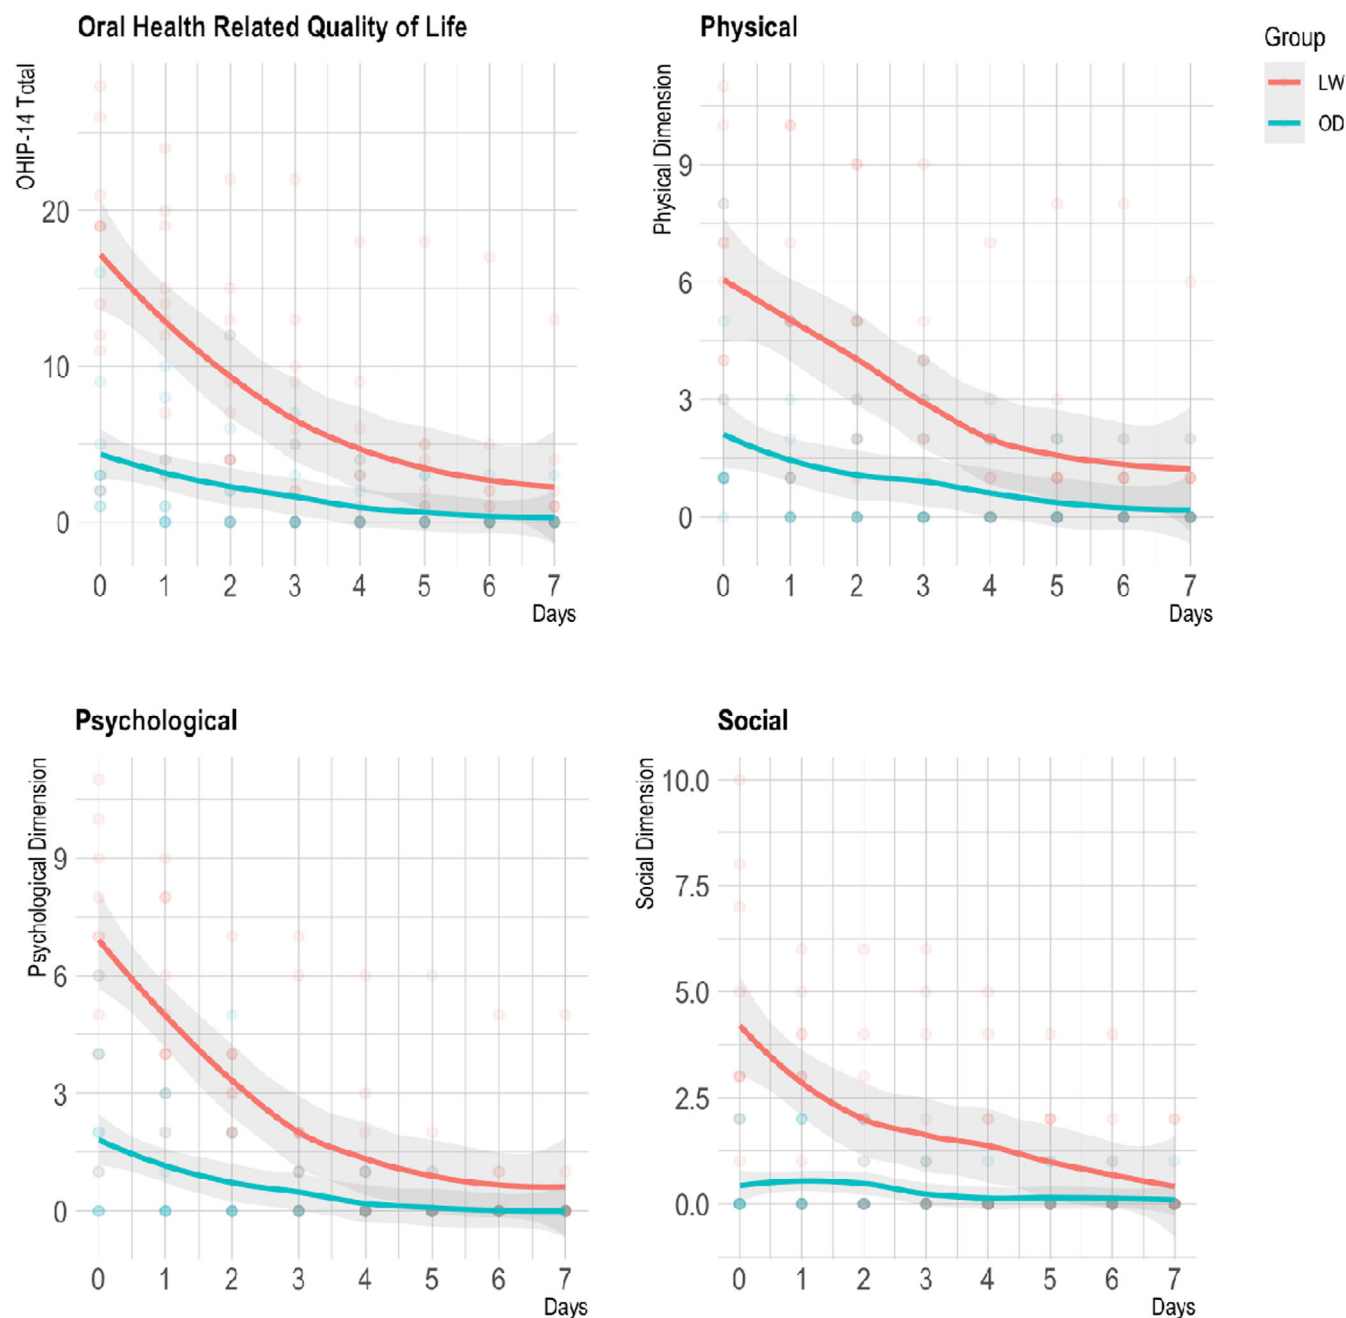 Oral Health Related Quality of Life
OHIP-14 Total
20
10
0
0 1 2 3 4 5 6 7
Days
Physical
Physical Dimension
9
6
3
0
0 1 2 3 4 5 6 7
Days
Group
LW
OD
Psychological
Psychological Dimension
9
6
3
0
0 1 2 3 4 5 6 7
Days
Social
Social Dimension
10.0
7.5
5.0
2.5
0.0
0 1 2 3 4 5 6 7
Days